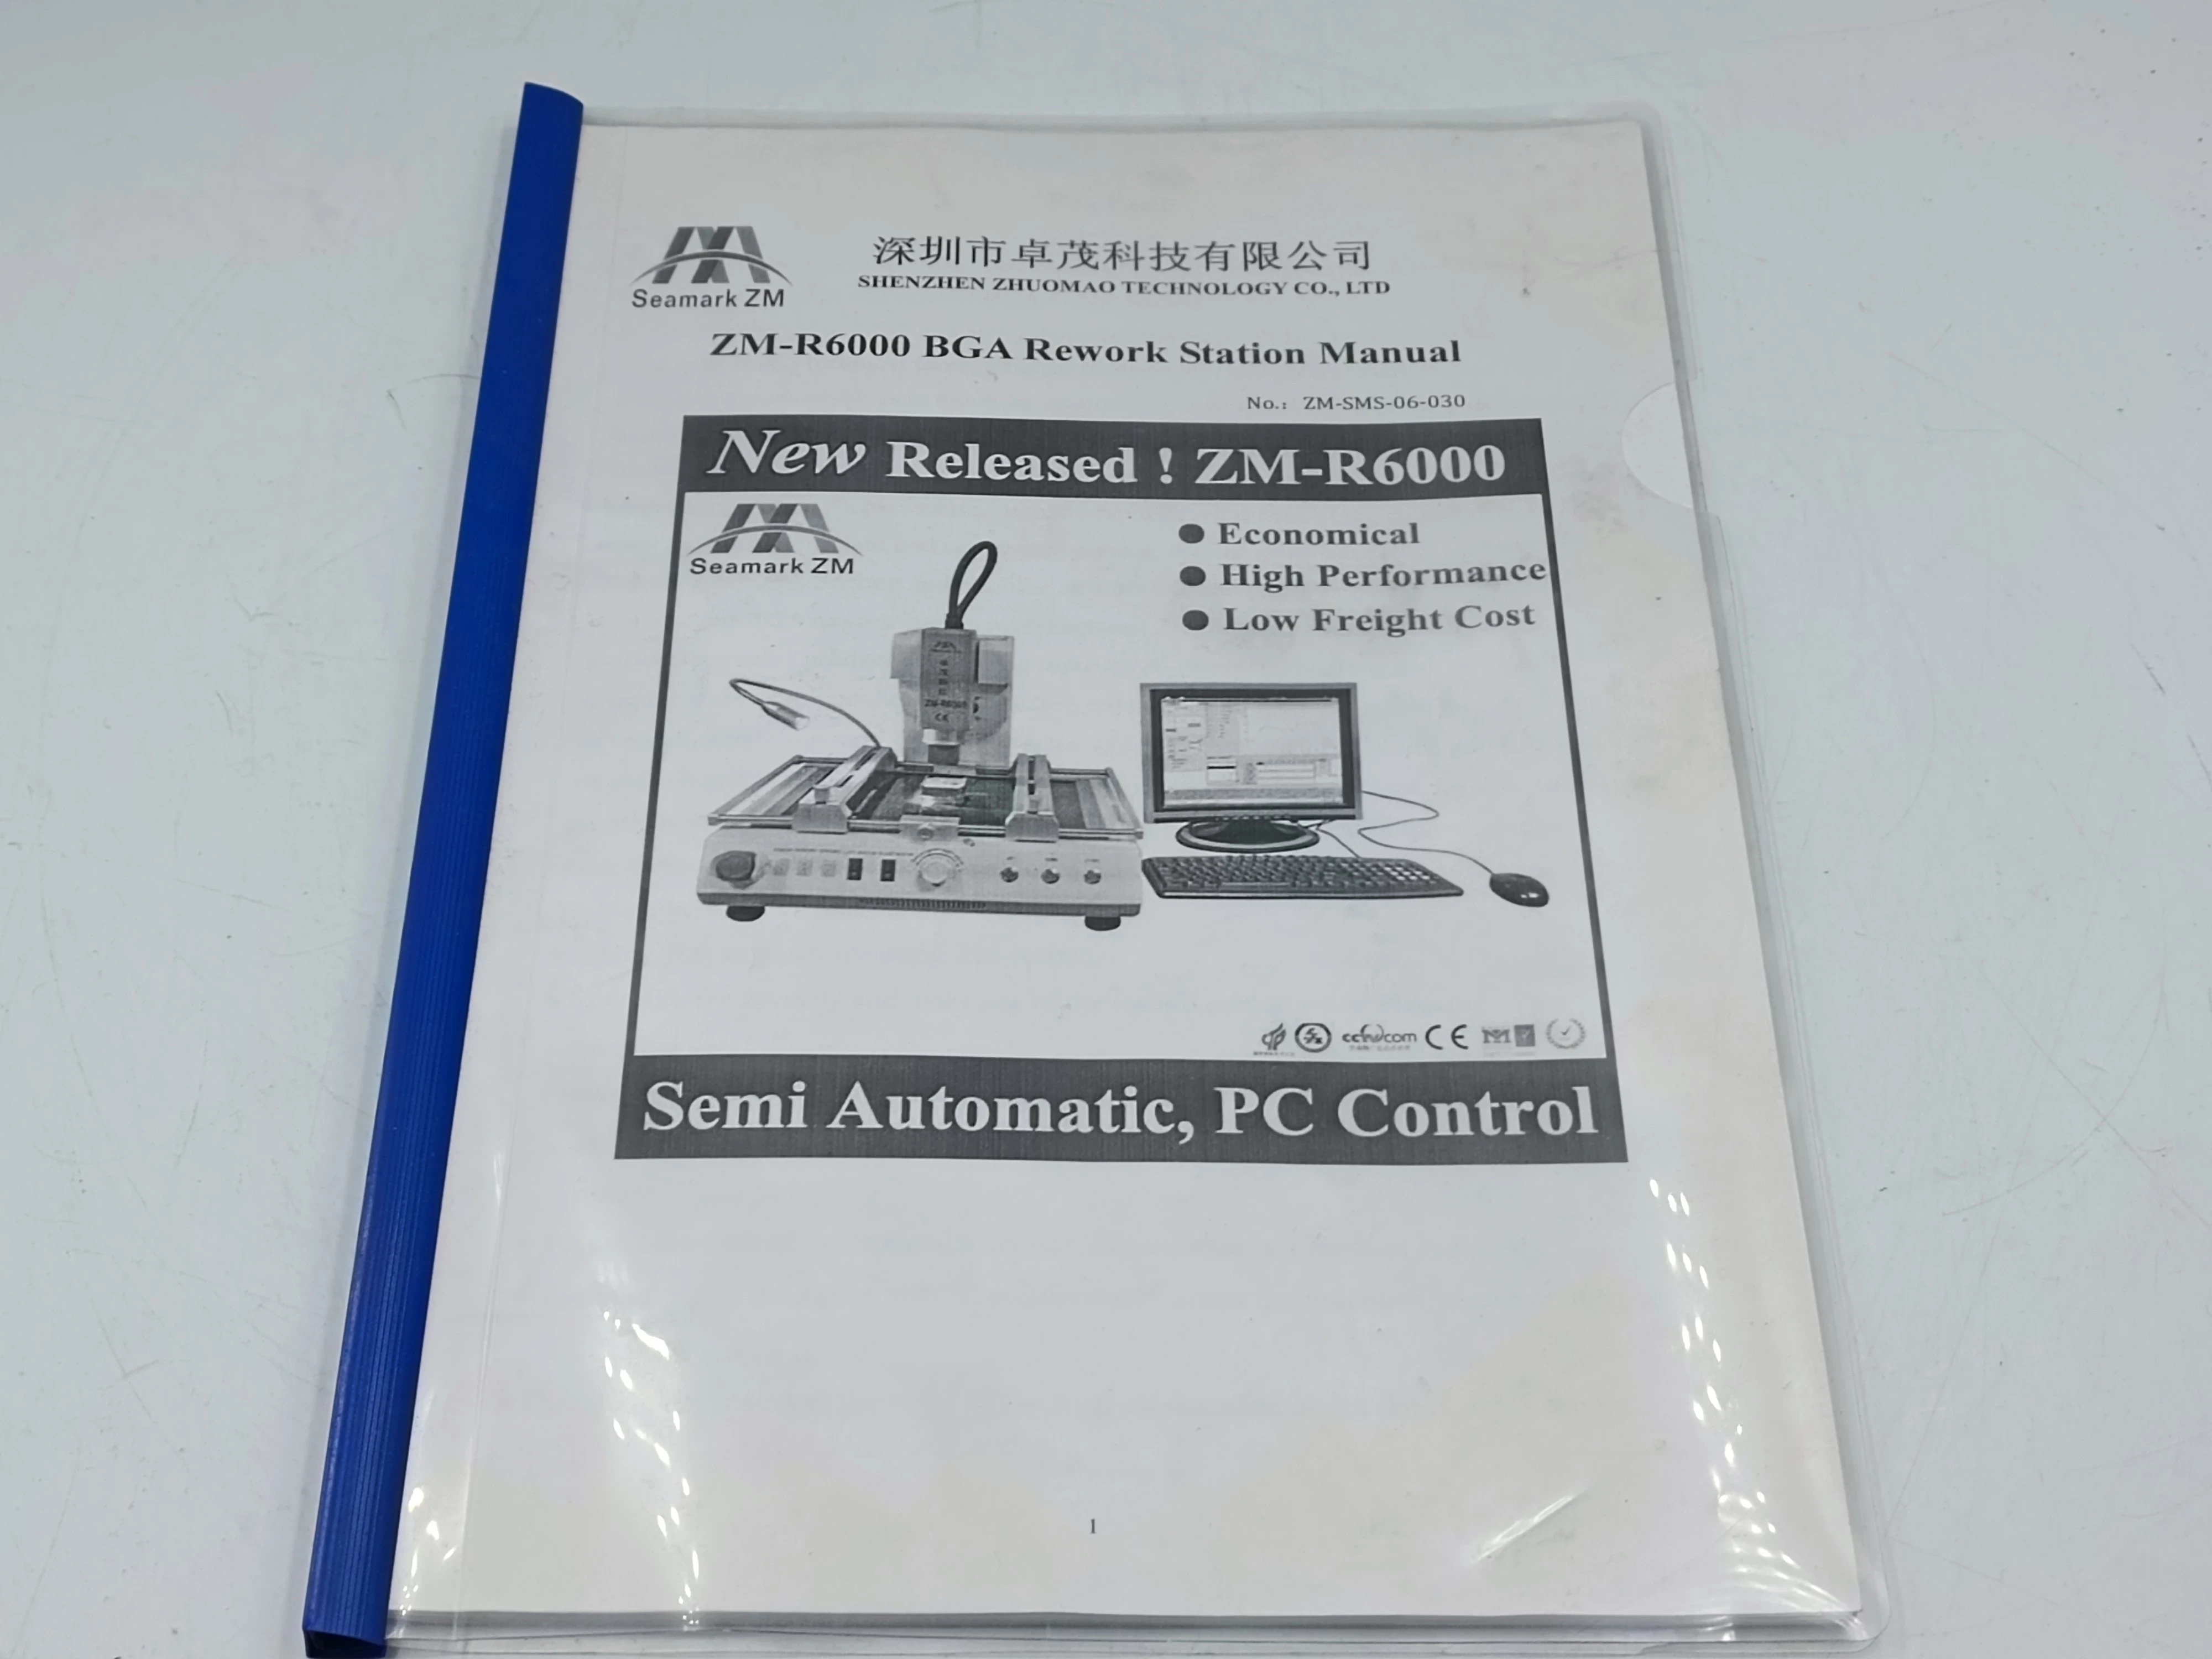 Seamark ZM
深圳市卓茂科技有限公司
SHENZHEN ZHUOMAO TECHNOLOGY CO., LTD
ZM-R6000 BGA Rework Station Manual
No.: ZM-SMS-06-030
New Released ! ZM-R6000
Seamark ZM
● Economical
● High Performance
● Low Freight Cost
CE
CE
Semi Automatic, PC Control
1